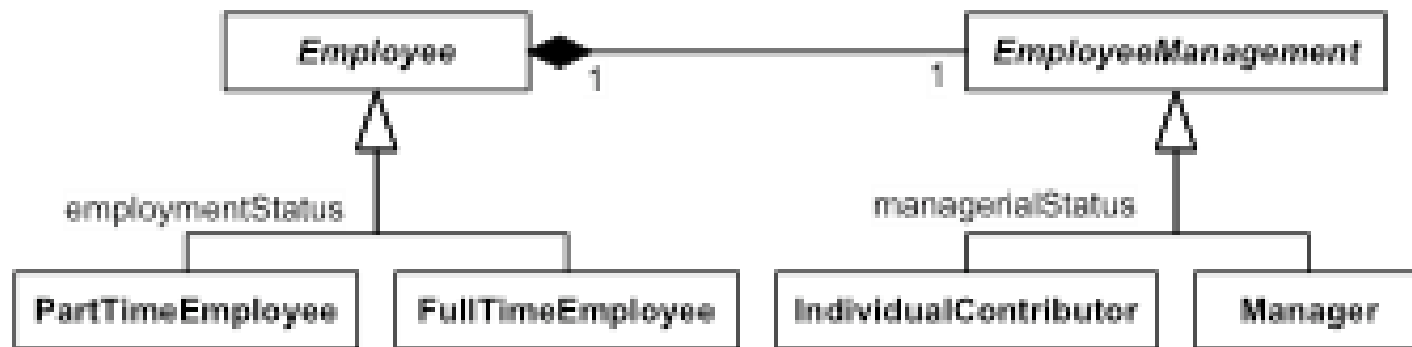 Employee
EmployeeManagement
1
1
employmentStatus
managerialStatus
PartTimeEmployee
FullTimeEmployee
IndividualContributor
Manager